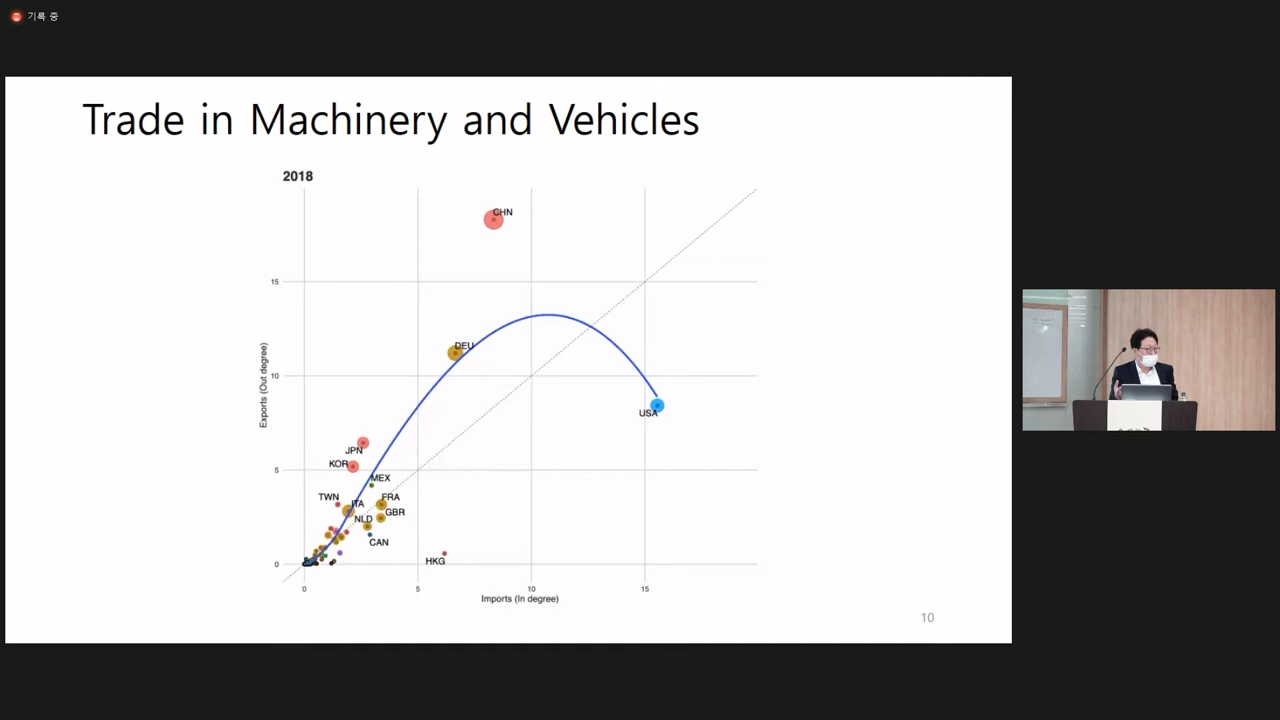 기록 중
Trade in Machinery and Vehicles
2018
CHN
15
DEU
10
USA
JPN
KOR
5
MEX
TWN
ITA
FRA
GBR
NLD
CAN
HKG
0
0
5
10
15
Exports (Out degree)
Imports (In degree)
10